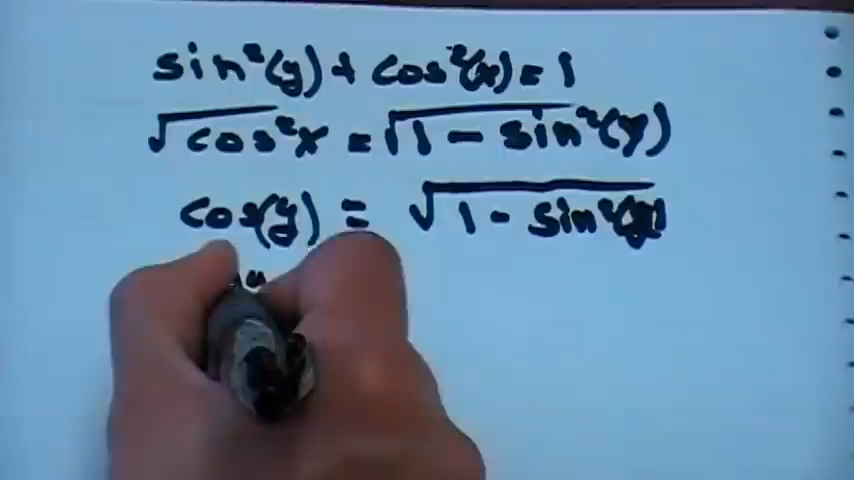 sin²(y) + cos²(x) = 1
√cos²x = √1 - sin²(y)
cos(y) = √1 - sin²(y)